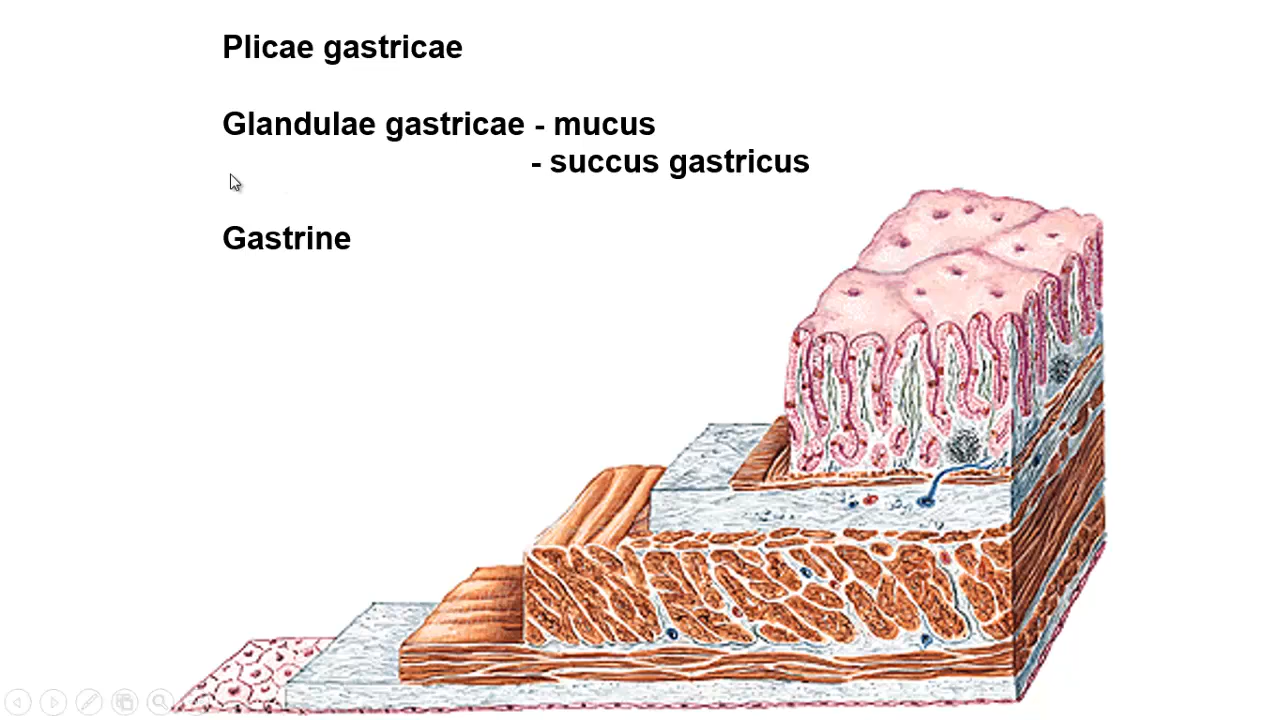 Plicae gastricae
Glandulae gastricae - mucus
- succus gastricus
Gastrine